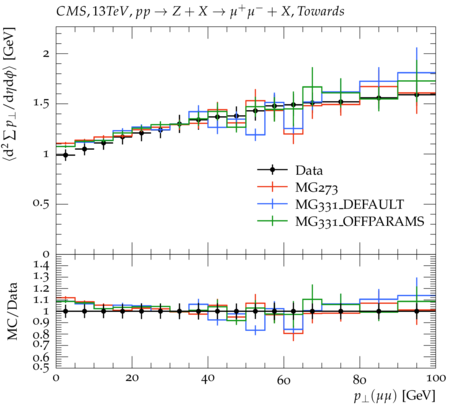 CMS, 13TeV, pp → Z + X → μ⁺μ⁻ + X, Towards
⟨d² ∑ p⊥/dηdϕ⟩ [GeV]
2
1.5
1
0.5
0
Data
MG273
MG331_DEFAULT
MG331_OFFPARAMS
MC/Data
1.4
1.3
1.2
1.1
1
0.9
0.8
0.7
0.6
0.5
0 20 40 60 80 100
p⊥(μμ) [GeV]